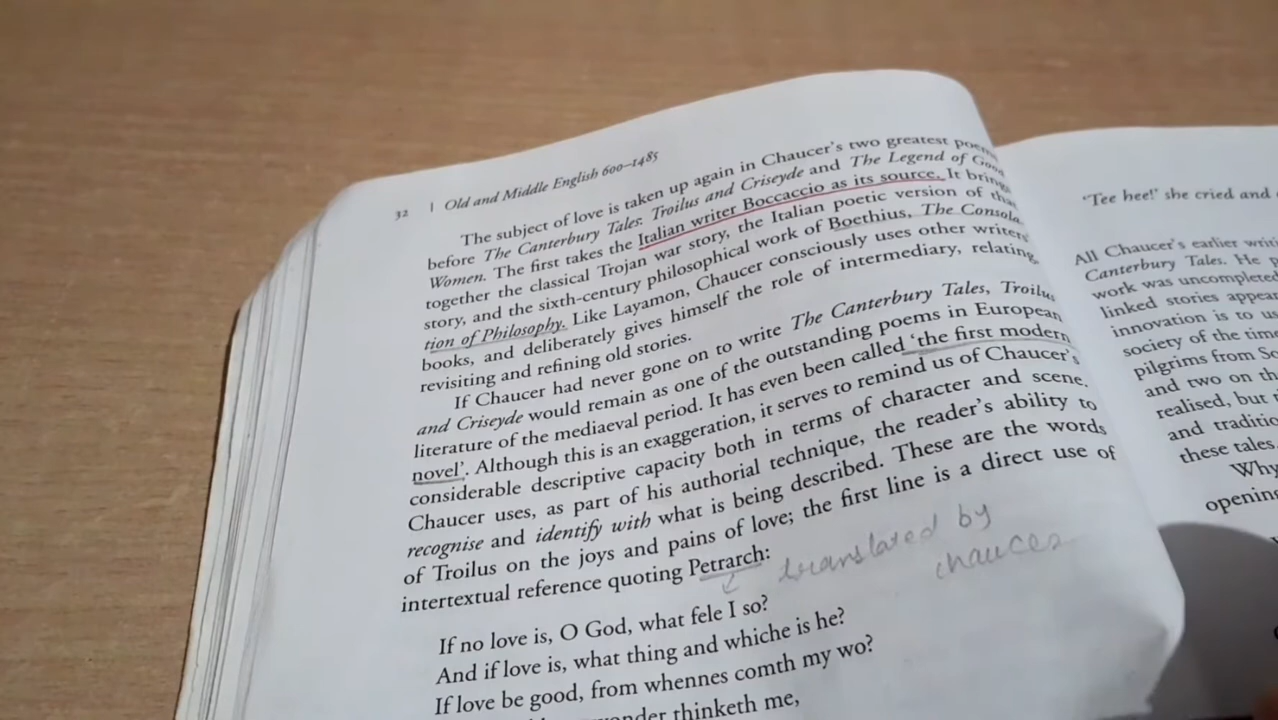 32 | Old and Middle English 600–1485
The subject of love is taken up again in Chaucer's two greatest poems
before The Canterbury Tales: Troilus and Criseyde and The Legend of Good
Women. The first takes the Italian writer Boccaccio as its source. It brings
together the classical Trojan war story, the Italian poetic version of that
story, and the sixth-century philosophical work of Boethius, The Consola-
tion of Philosophy. Like Layamon, Chaucer consciously uses other writers'
books, and deliberately gives himself the role of intermediary, relating,
revisiting and refining old stories.
If Chaucer had never gone on to write The Canterbury Tales, Troilus
and Criseyde would remain as one of the outstanding poems in European
literature of the mediaeval period. It has even been called 'the first modern
novel'. Although this is an exaggeration, it serves to remind us of Chaucer's
considerable descriptive capacity both in terms of character and scene.
Chaucer uses, as part of his authorial technique, the reader's ability to
recognise and identify with what is being described. These are the words
of Troilus on the joys and pains of love; the first line is a direct use of
intertextual reference quoting Petrarch:
translated by
chaucer
If no love is, O God, what fele I so?
And if love is, what thing and whiche is he?
If love be good, from whennes comth my wo?
thinketh me,
'Tee hee!' she cried and
All Chaucer's earlier
Canterbury Tales. He
work was uncompleted
linked stories
innovation is to
society of the
pilgrims from
and two on
realised, but
and
these tales
Why